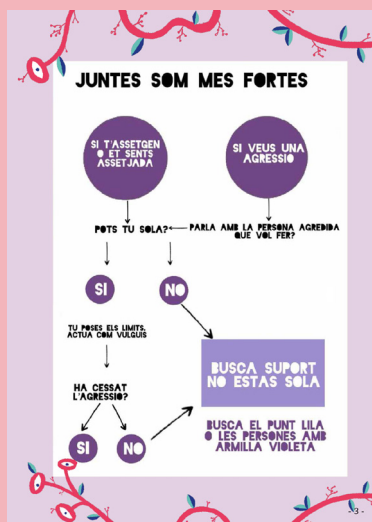 JUNTES SOM MES FORTES
SI T'ASSETGEN
O ET SENTS
ASSETJADA
SI VEUS UNA
AGRESSIO
POTS TU SOLA?
PARLA AMB LA PERSONA AGREDIDA
QUE VOL FER?
SI
NO
TU POSES ELS LIMITS,
ACTUA COM VULGUIS
HA CESSAT
L'AGRESSIO?
SI
NO
BUSCA SUPORT
NO ESTAS SOLA
BUSCA EL PUNT LILA
O LES PERSONES AMB
ARMILLA VIOLETA
-3-